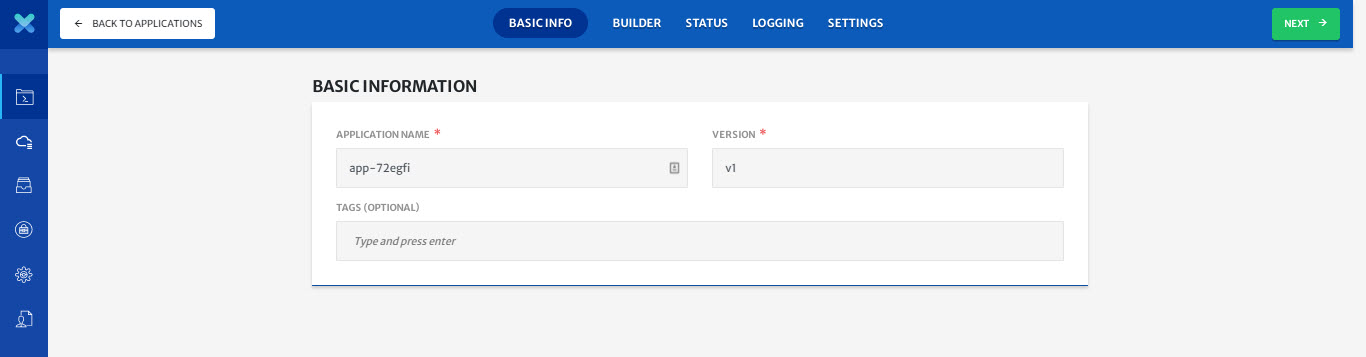 BACK TO APPLICATIONS
BASIC INFO
BUILDER
STATUS
LOGGING
SETTINGS
NEXT
BASIC INFORMATION
APPLICATION NAME *
VERSION *
app-72egfi
v1
TAGS (OPTIONAL)
Type and press enter